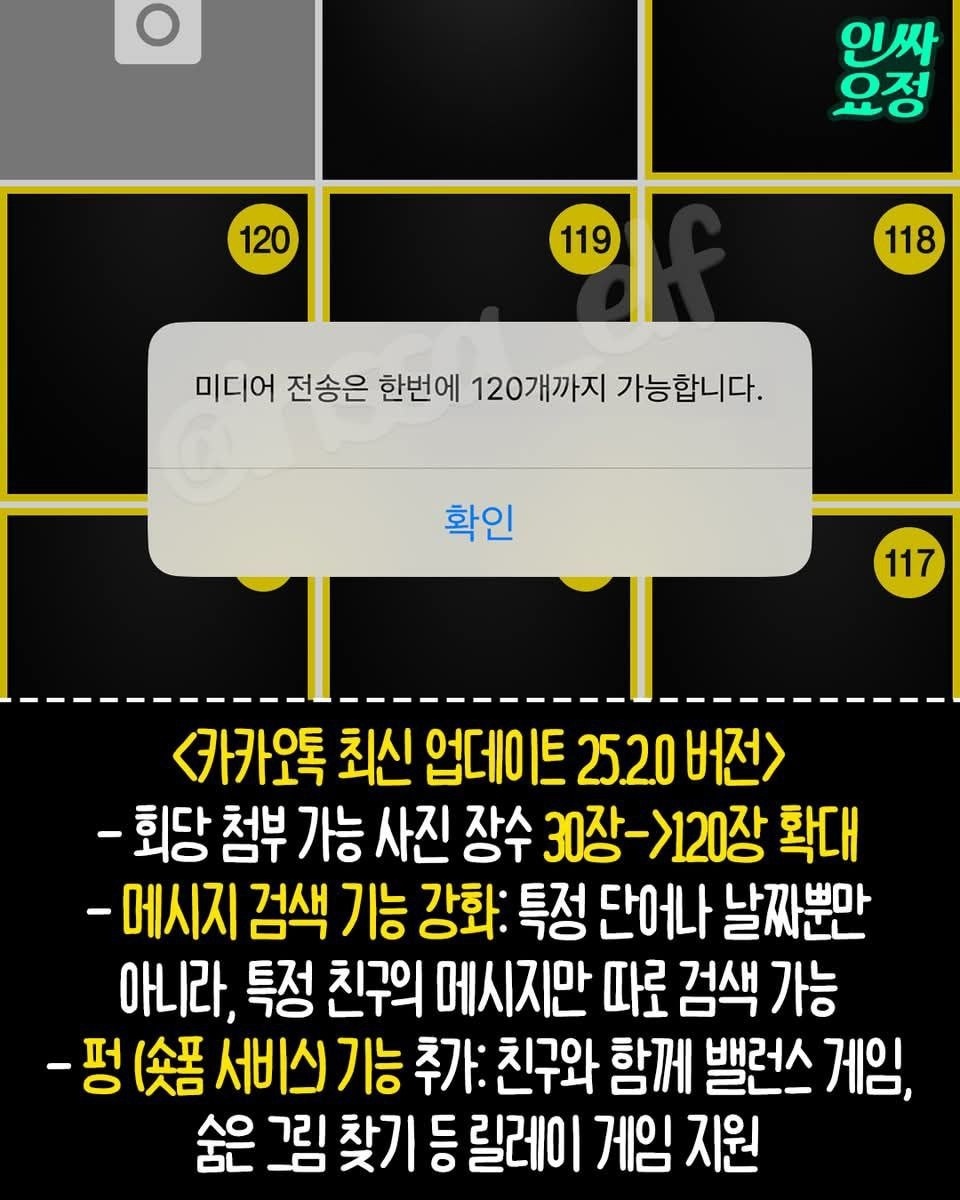 인싸
요정
120
119
118
@inssa_elf
미디어 전송은 한번에 120개까지 가능합니다.
확인
117
<카카오톡 최신 업데이트 25.2.0 버전>
- 회당 첨부 가능 사진 장수 30장->120장 확대
- 메시지 검색 기능 강화: 특정 단어나 날짜뿐만
아니라, 특정 친구의 메시지만 따로 검색 가능
- 펑 (숏폼 서비스) 기능 추가: 친구와 함께 밸런스 게임,
숨은 그림 찾기 등 릴레이 게임 지원